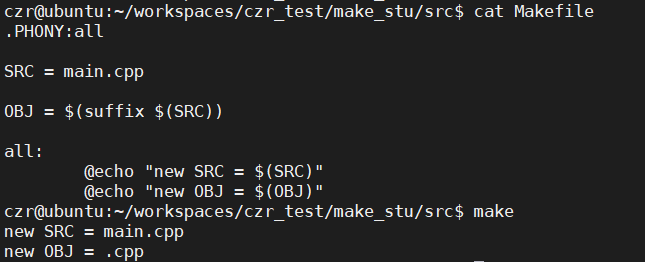 czr@ubuntu:~/workspaces/czr_test/make_stu/src$ cat Makefile
.PHONY:all
SRC = main.cpp
OBJ = $(suffix $(SRC))
all:
        @echo "new SRC = $(SRC)"
        @echo "new OBJ = $(OBJ)"
czr@ubuntu:~/workspaces/czr_test/make_stu/src$ make
new SRC = main.cpp
new OBJ = .cpp